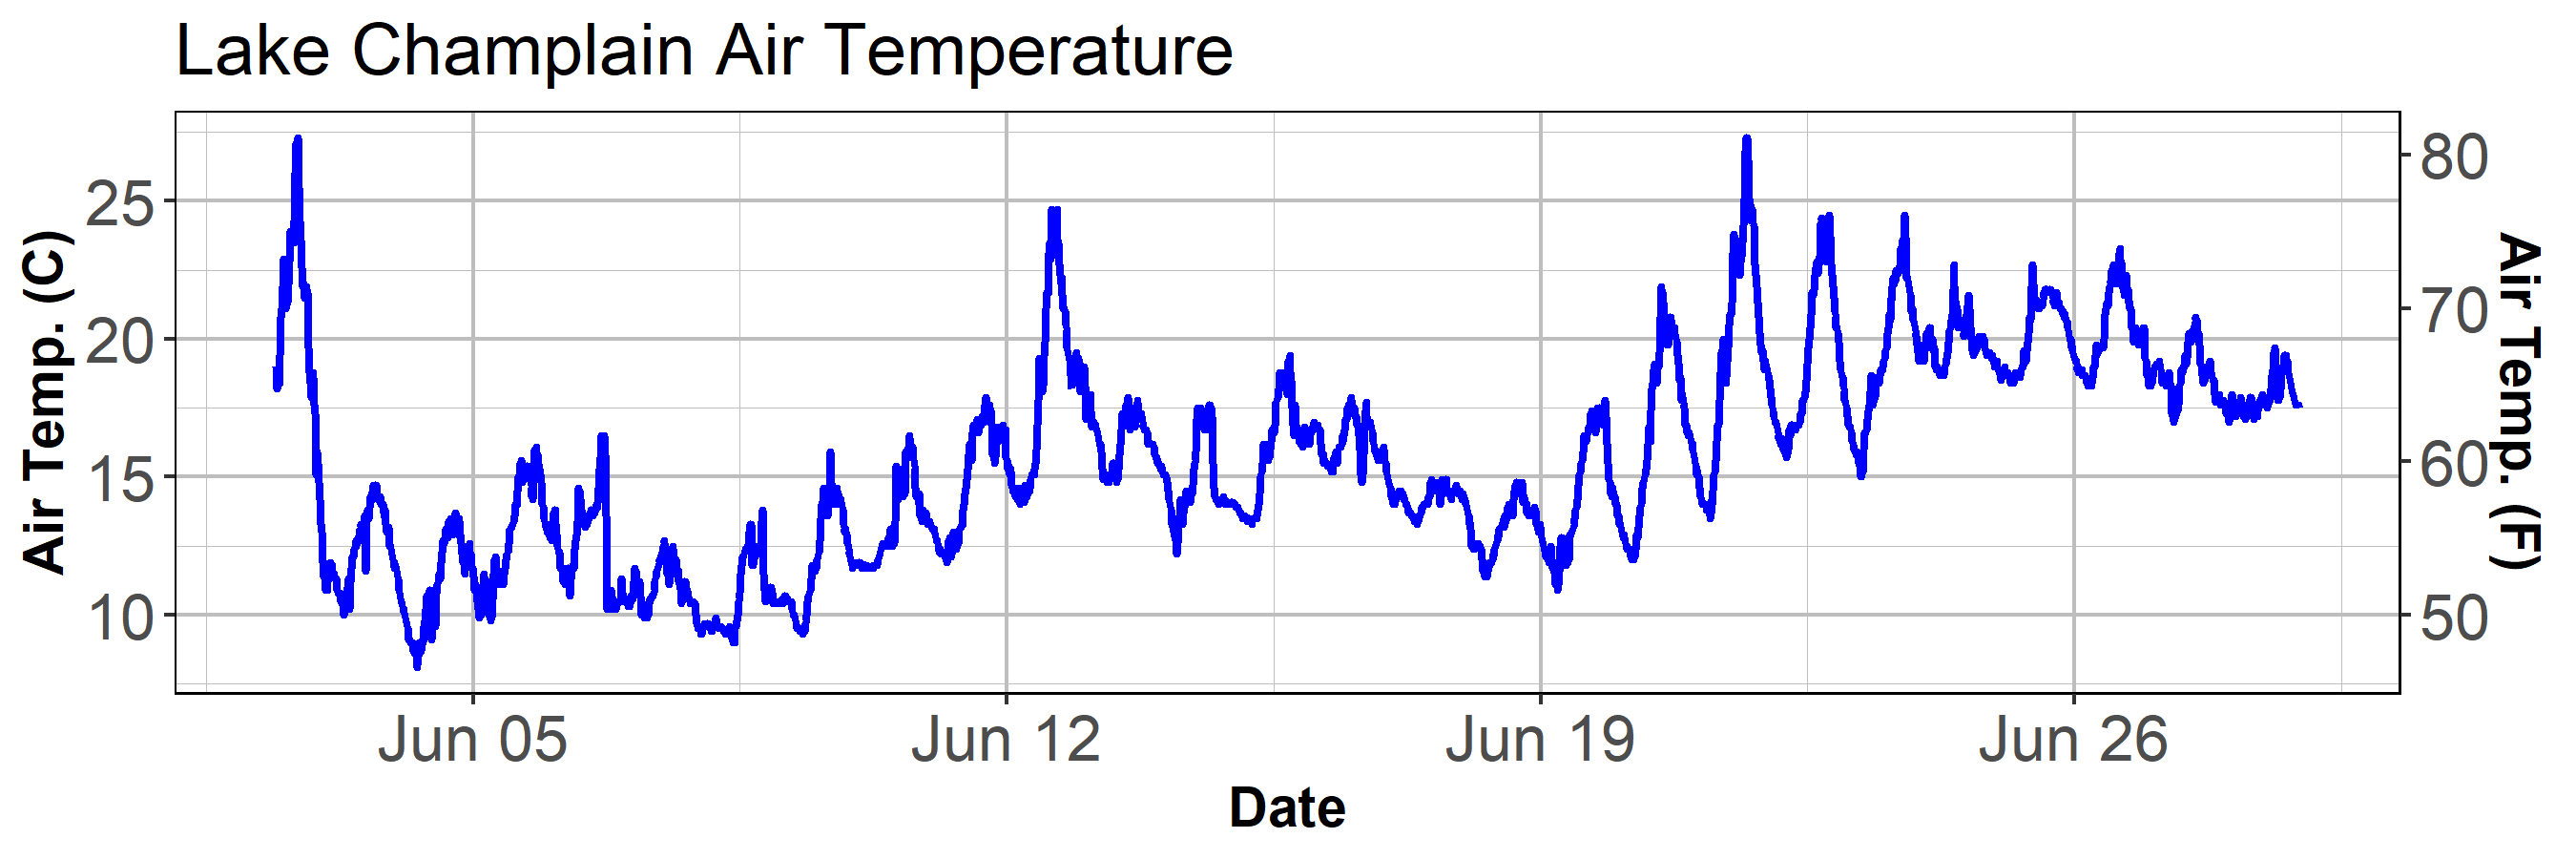 Lake Champlain Air Temperature
Air Temp. (C)
25
20
15
10
80
70
60
50
Air Temp. (F)
Jun 05 Jun 12 Jun 19 Jun 26
Date